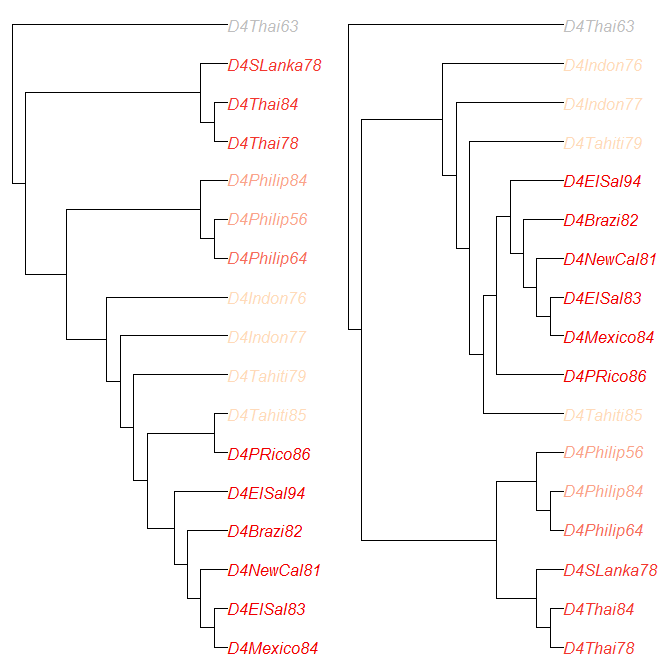 D4Thai63
D4SLanka78
D4Thai84
D4Thai78
D4Philip84
D4Philip56
D4Philip64
D4Indon76
D4Indon77
D4Tahiti79
D4Tahiti85
D4PRico86
D4ElSal94
D4Brazi82
D4NewCal81
D4ElSal83
D4Mexico84
D4Thai63
D4Indon76
D4Indon77
D4Tahiti79
D4ElSal94
D4Brazi82
D4NewCal81
D4ElSal83
D4Mexico84
D4PRico86
D4Tahiti85
D4Philip56
D4Philip84
D4Philip64
D4SLanka78
D4Thai84
D4Thai78